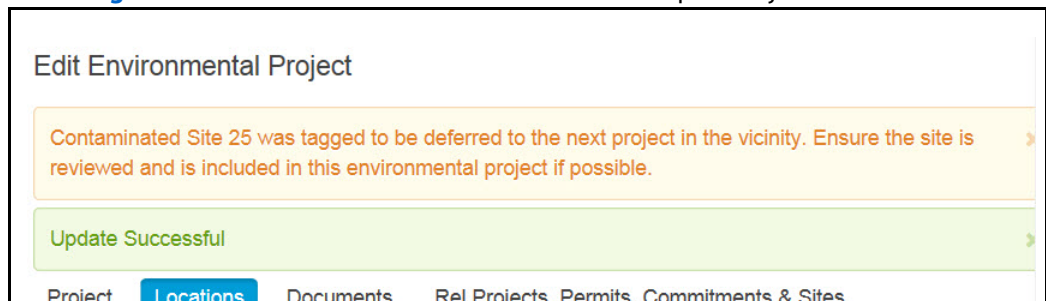 Edit Environmental Project
Contaminated Site 25 was tagged to be deferred to the next project in the vicinity. Ensure the site is
reviewed and is included in this environmental project if possible.
Update Successful
Project Locations Documents Rel Projects, Permits, Commitments & Sites